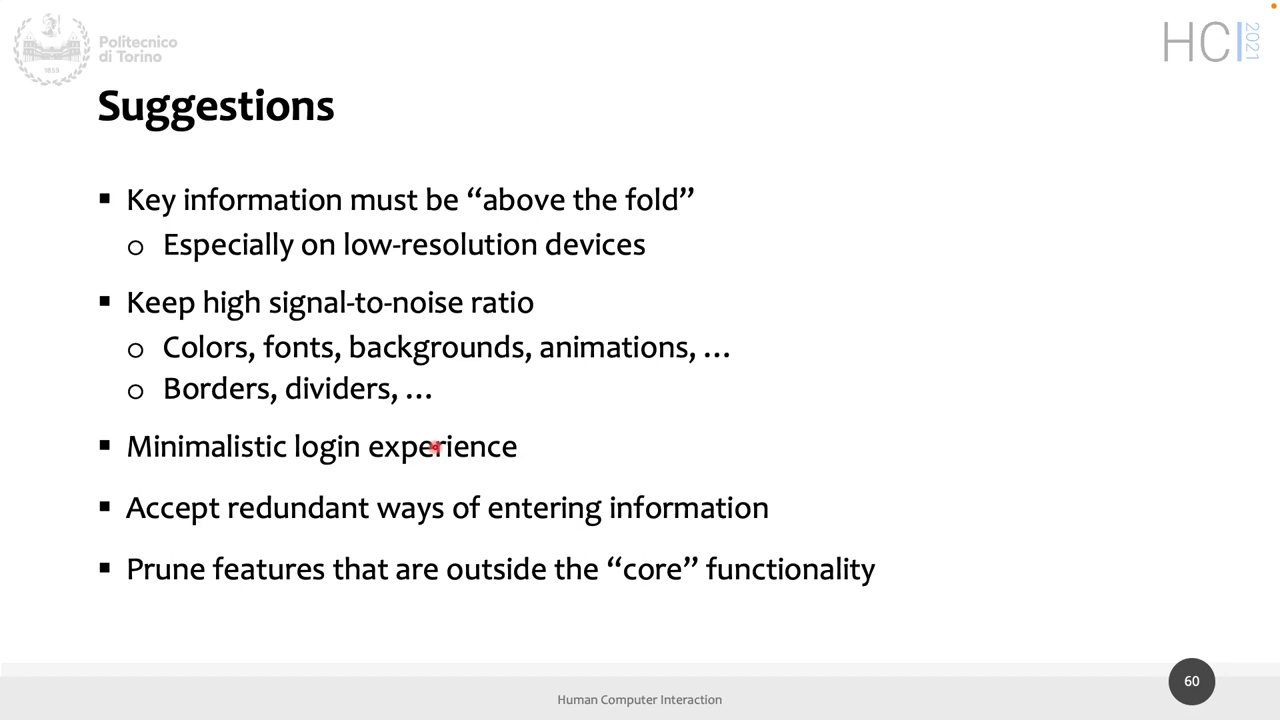 Politecnico
di Torino
1859
HCI
2021
Suggestions
▪ Key information must be “above the fold”
o Especially on low-resolution devices
▪ Keep high signal-to-noise ratio
o Colors, fonts, backgrounds, animations, …
o Borders, dividers, …
▪ Minimalistic login experience
▪ Accept redundant ways of entering information
▪ Prune features that are outside the “core” functionality
Human Computer Interaction
60